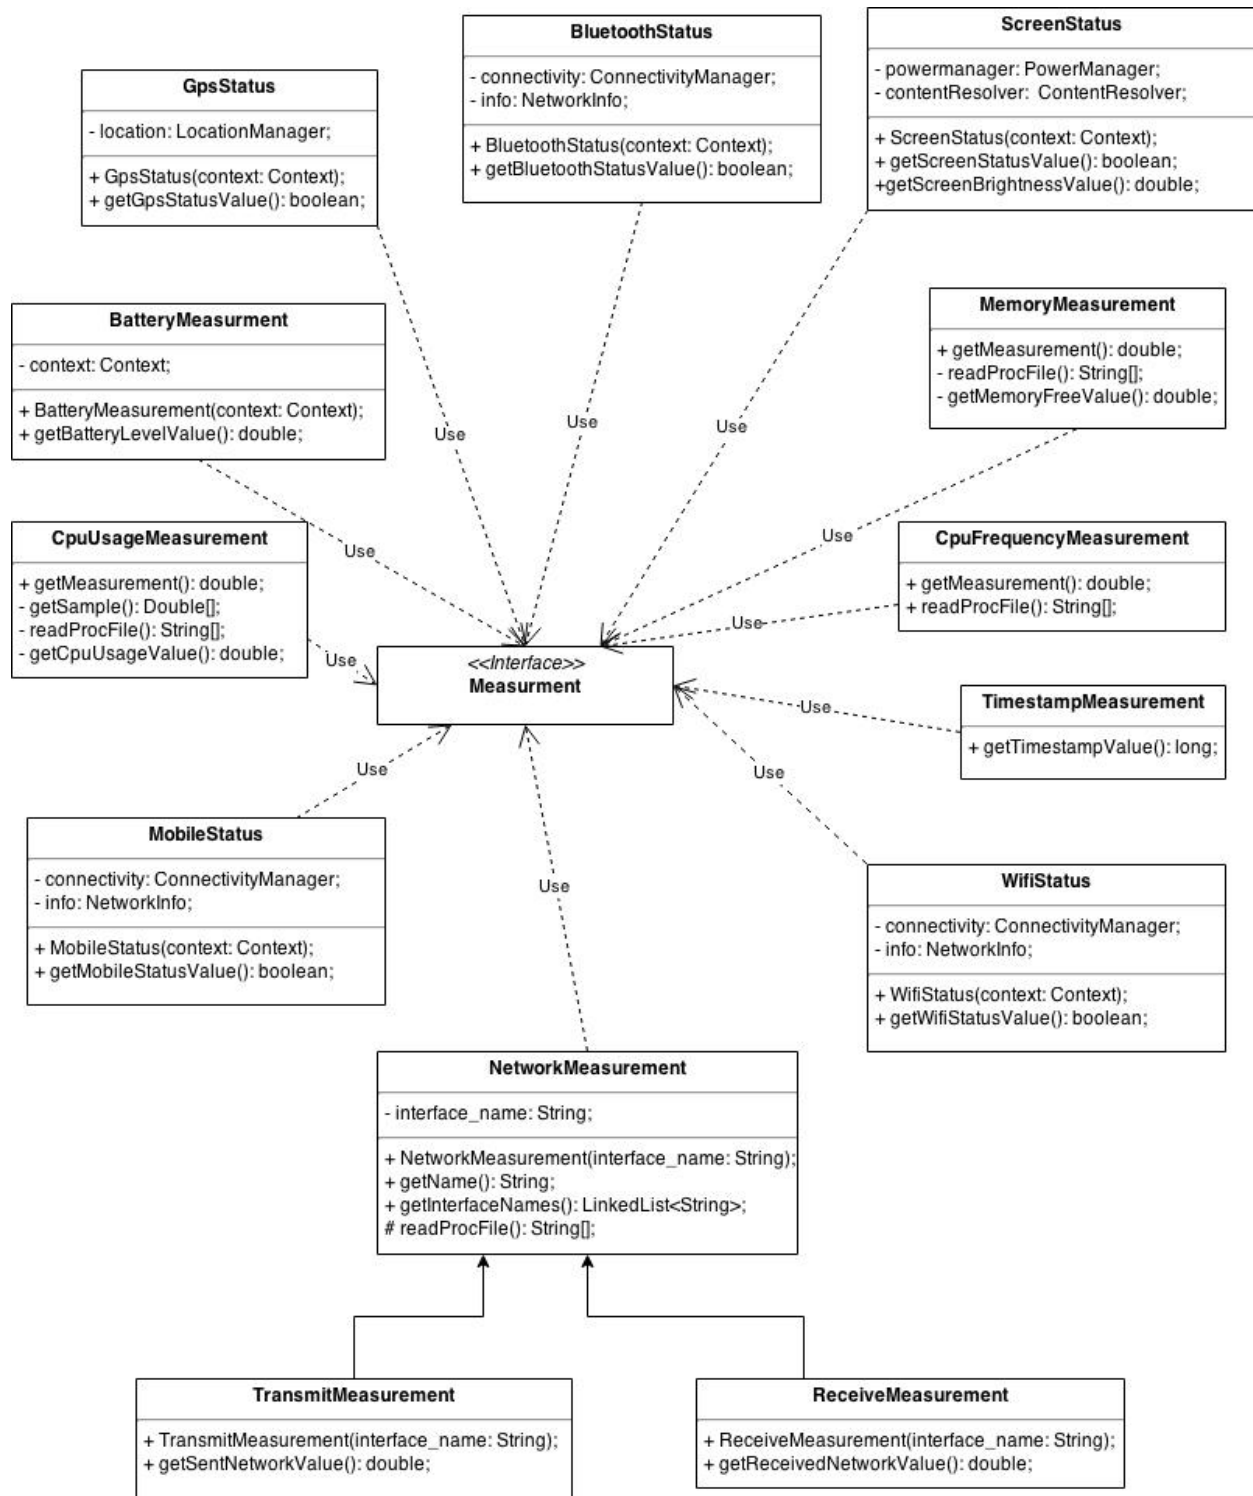 BluetoothStatus
- connectivity: ConnectivityManager;
- info: NetworkInfo;
+ BluetoothStatus(context: Context);
+ getBluetoothStatusValue(): boolean;
ScreenStatus
- powermanager: PowerManager;
- contentResolver: ContentResolver;
+ ScreenStatus(context: Context);
+ getScreenStatusValue(): boolean;
+getScreenBrightnessValue(): double;
GpsStatus
- location: LocationManager;
+ GpsStatus(context: Context);
+ getGpsStatusValue(): boolean;
BatteryMeasurment
- context: Context;
+ BatteryMeasurement(context: Context);
+ getBatteryLevelValue(): double;
MemoryMeasurement
+ getMeasurement(): double;
- readProcFile(): String[];
- getMemoryFreeValue(): double;
Use
Use
Use
Use
Use
CpuUsageMeasurement
+ getMeasurement(): double;
- getSample(): Double[];
- readProcFile(): String[];
- getCpuUsageValue(): double;
CpuFrequencyMeasurement
+ getMeasurement(): double;
+ readProcFile(): String[];
Use
Use
<<Interface>>
Measurment
TimestampMeasurement
+ getTimestampValue(): long;
Use
Use
Use
Use
MobileStatus
- connectivity: ConnectivityManager;
- info: NetworkInfo;
+ MobileStatus(context: Context);
+ getMobileStatusValue(): boolean;
WifiStatus
- connectivity: ConnectivityManager;
- info: NetworkInfo;
+ WifiStatus(context: Context);
+ getWifiStatusValue(): boolean;
NetworkMeasurement
- interface_name: String;
+ NetworkMeasurement(interface_name: String);
+ getName(): String;
+ getInterfaceNames(): LinkedList<String>;
# readProcFile(): String[];
TransmitMeasurement
+ TransmitMeasurement(interface_name: String);
+ getSentNetworkValue(): double;
ReceiveMeasurement
+ ReceiveMeasurement(interface_name: String);
+ getReceivedNetworkValue(): double;